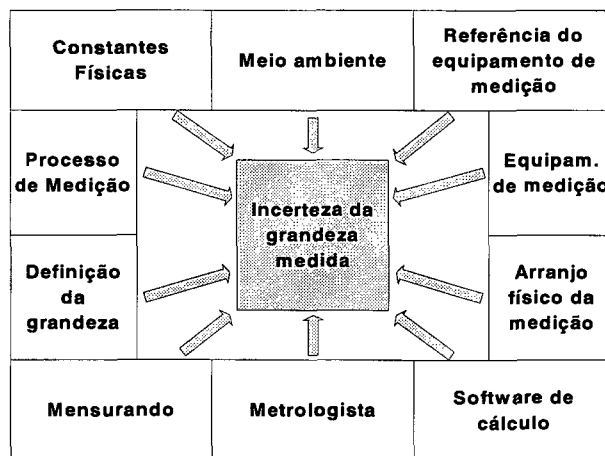 Constantes
Físicas
Meio ambiente
Referência do
equipamento de
medição
Processo
de Medição
Equipam.
de medição
Incerteza da
grandeza
medida
Definição
da
grandeza
Arranjo
físico da
medição
Mensurando
Metrologista
Software de
cálculo